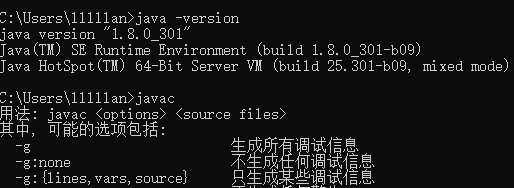 C:\Users\lllllan>java -version
java version "1.8.0_301"
Java(TM) SE Runtime Environment (build 1.8.0_301-b09)
Java HotSpot(TM) 64-Bit Server VM (build 25.301-b09, mixed mode)
C:\Users\lllllan>javac
用法: javac <options> <source files>
其中, 可能的选项包括:
-g 生成所有调试信息
-g:none 不生成任何调试信息
-g:{lines,vars,source} 只生成某些调试信息